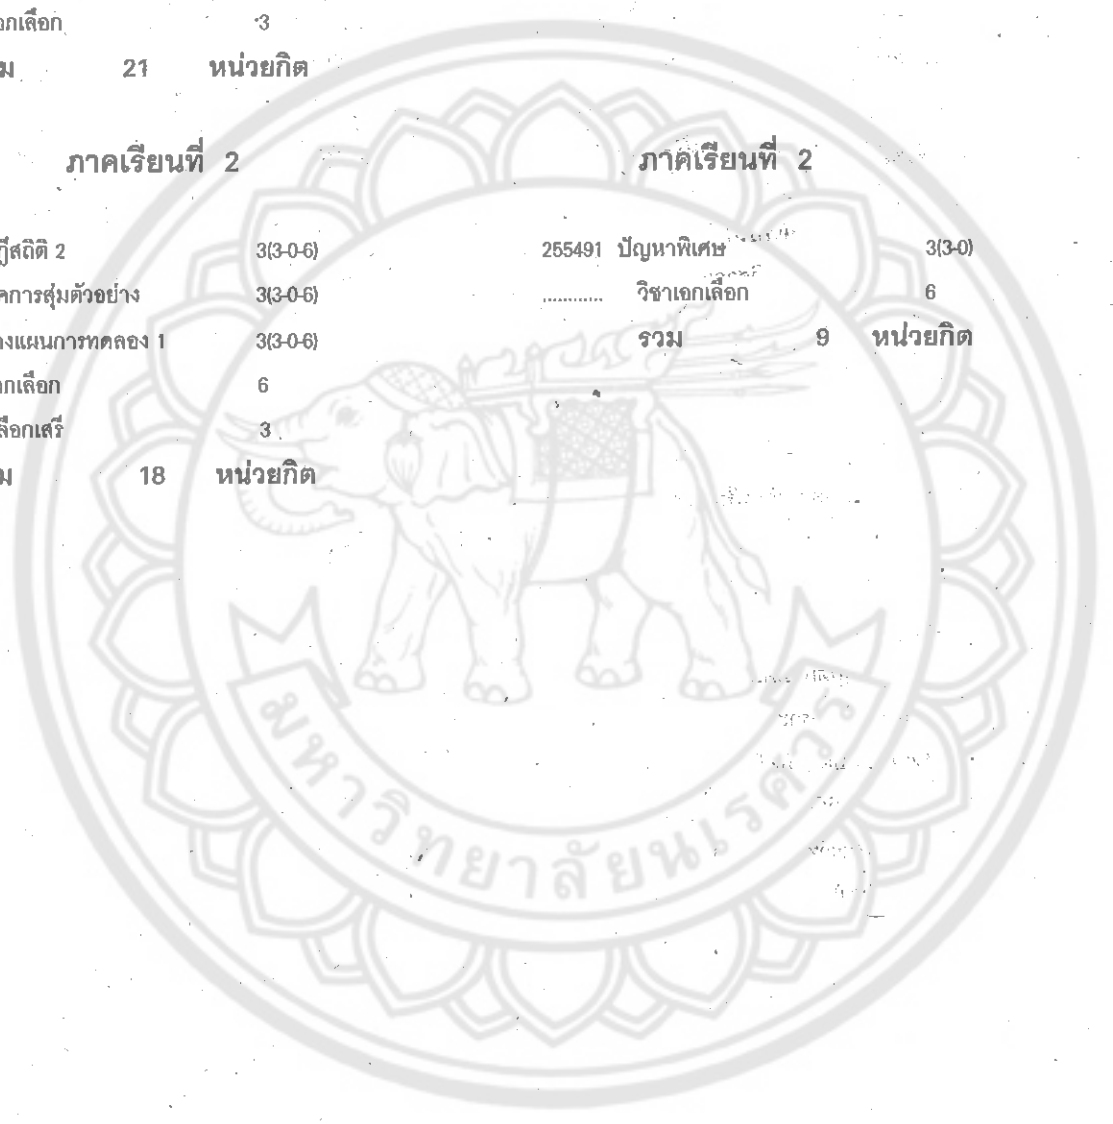 อกเลือก 3
ม 21 หน่วยกิต
ภาคเรียนที่ 2
ฎีสถิติ 2 3(3-0-6)
คการสุ่มตัวอย่าง 3(3-0-6)
างแผนการทดลอง 1 3(3-0-6)
อกเลือก 6
ลือกเสรี 3
ม 18 หน่วยกิต
ภาคเรียนที่ 2
255491 ปัญหาพิเศษ 3(3-0)
............ วิชาเอกเลือก 6
รวม 9 หน่วยกิต
มหาวิทยาลัยนเรศวร